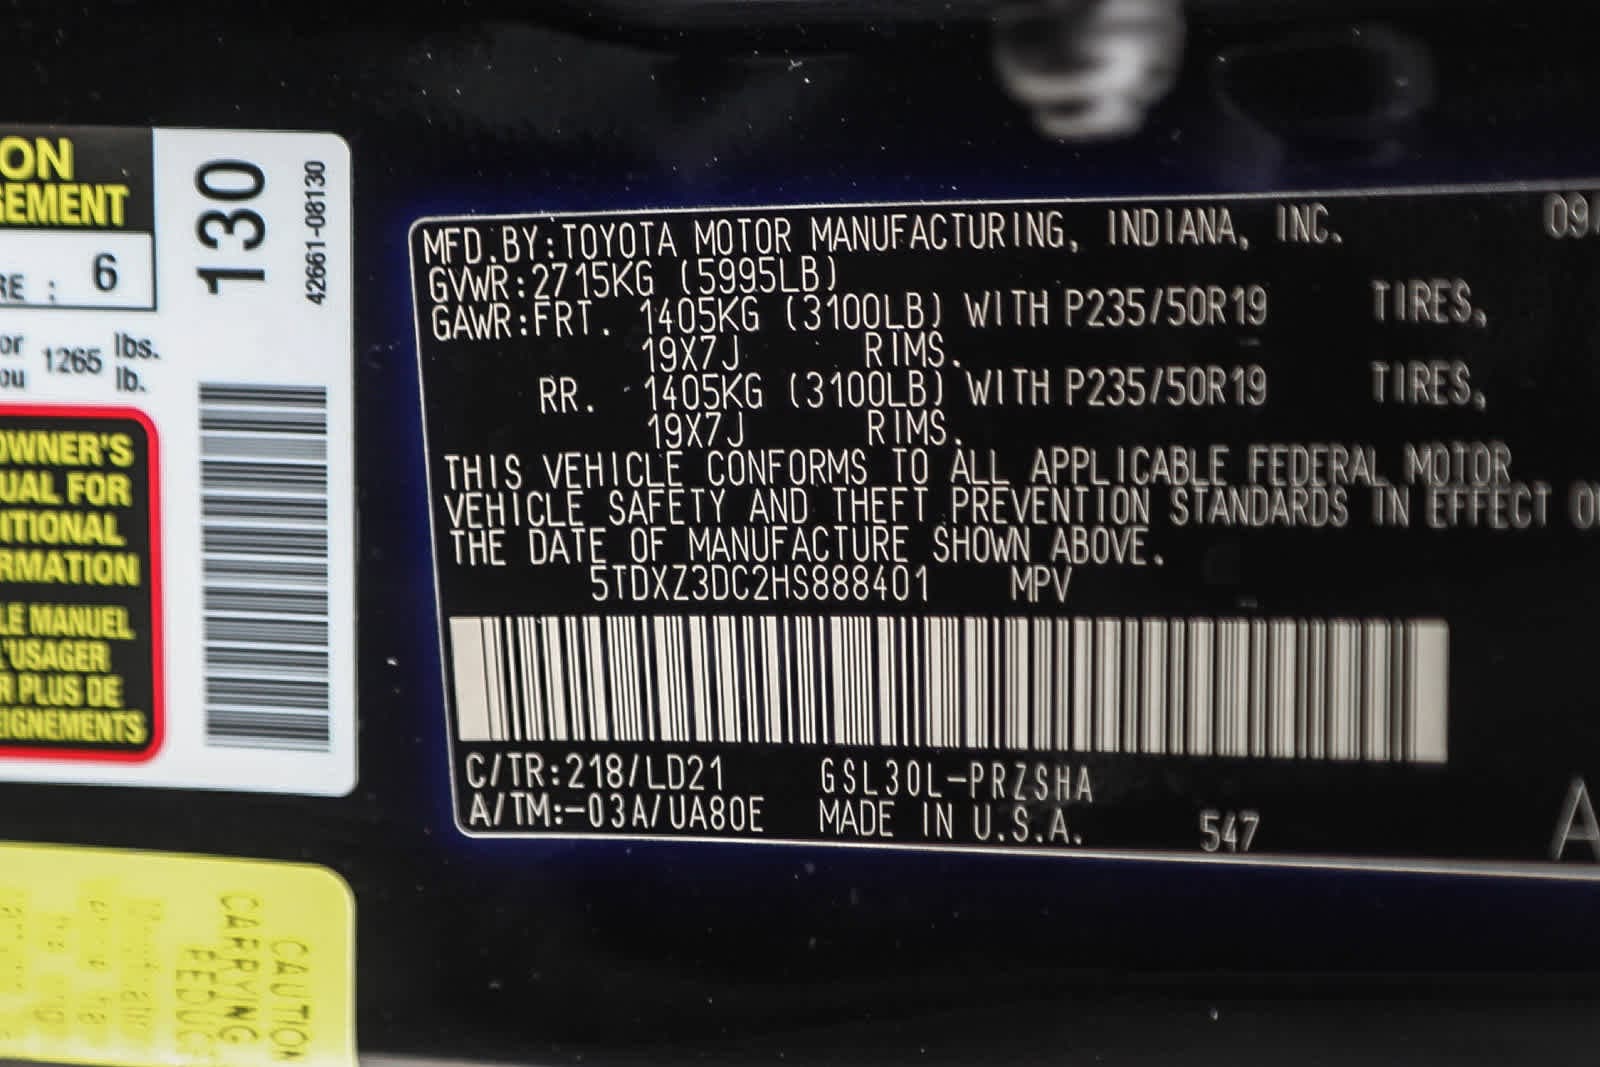 ON
GEMENT
RE : 6
or 1265 lbs.
ou lb.
OWNER'S
UAL FOR
ITIONAL
RMATION
LE MANUEL
L'USAGER
R PLUS DE
EIGNEMENTS
130
42661-08130
CAUTION
CARRYING
MFD.BY:TOYOTA MOTOR MANUFACTURING, INDIANA, INC. 09/
GVWR:2715KG (5995LB)
GAWR:FRT. 1405KG (3100LB) WITH P235/50R19 TIRES,
19X7J RIMS.
RR. 1405KG (3100LB) WITH P235/50R19 TIRES,
19X7J RIMS.
THIS VEHICLE CONFORMS TO ALL APPLICABLE FEDERAL MOTOR
VEHICLE SAFETY AND THEFT PREVENTION STANDARDS IN EFFECT O
THE DATE OF MANUFACTURE SHOWN ABOVE.
5TDXZ3DC2HS888401 MPV
C/TR:218/LD21 GSL30L-PRZSHA
A/TM:-03A/UA80E MADE IN U.S.A. 547 A